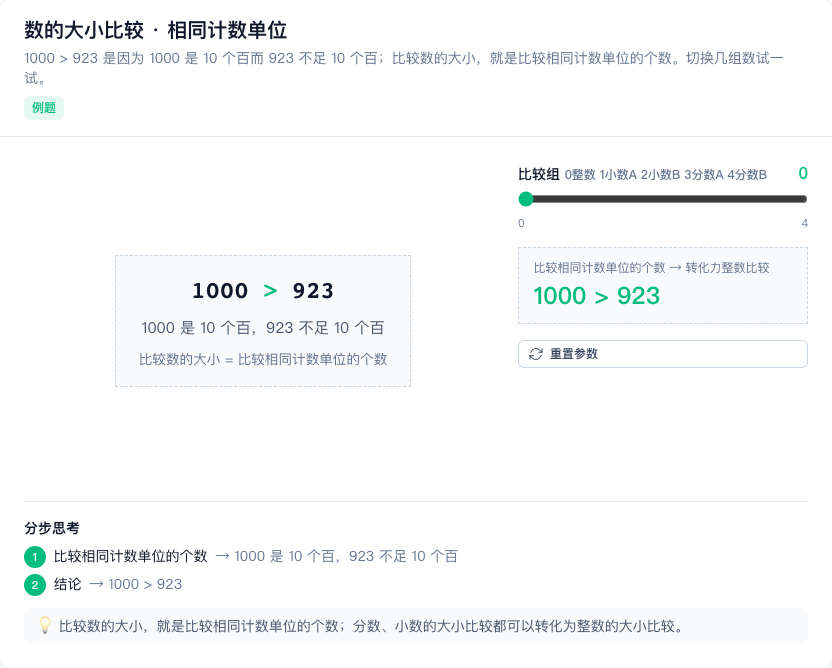 数的大小比较 · 相同计数单位
1000 > 923 是因为 1000 是 10 个百而 923 不足 10 个百；比较数的大小，就是比较相同计数单位的个数。切换几组数试一
试。
例题
比较组 0整数 1小数A 2小数B 3分数A 4分数B 0
0 4
1000 > 923
1000 是 10 个百，923 不足 10 个百
比较数的大小 = 比较相同计数单位的个数
比较相同计数单位的个数 → 转化力整数比较
1000 > 923
重置参数
分步思考
1 比较相同计数单位的个数 → 1000 是 10 个百，923 不足 10 个百
2 结论 → 1000 > 923
💡 比较数的大小，就是比较相同计数单位的个数；分数、小数的大小比较都可以转化为整数的大小比较。